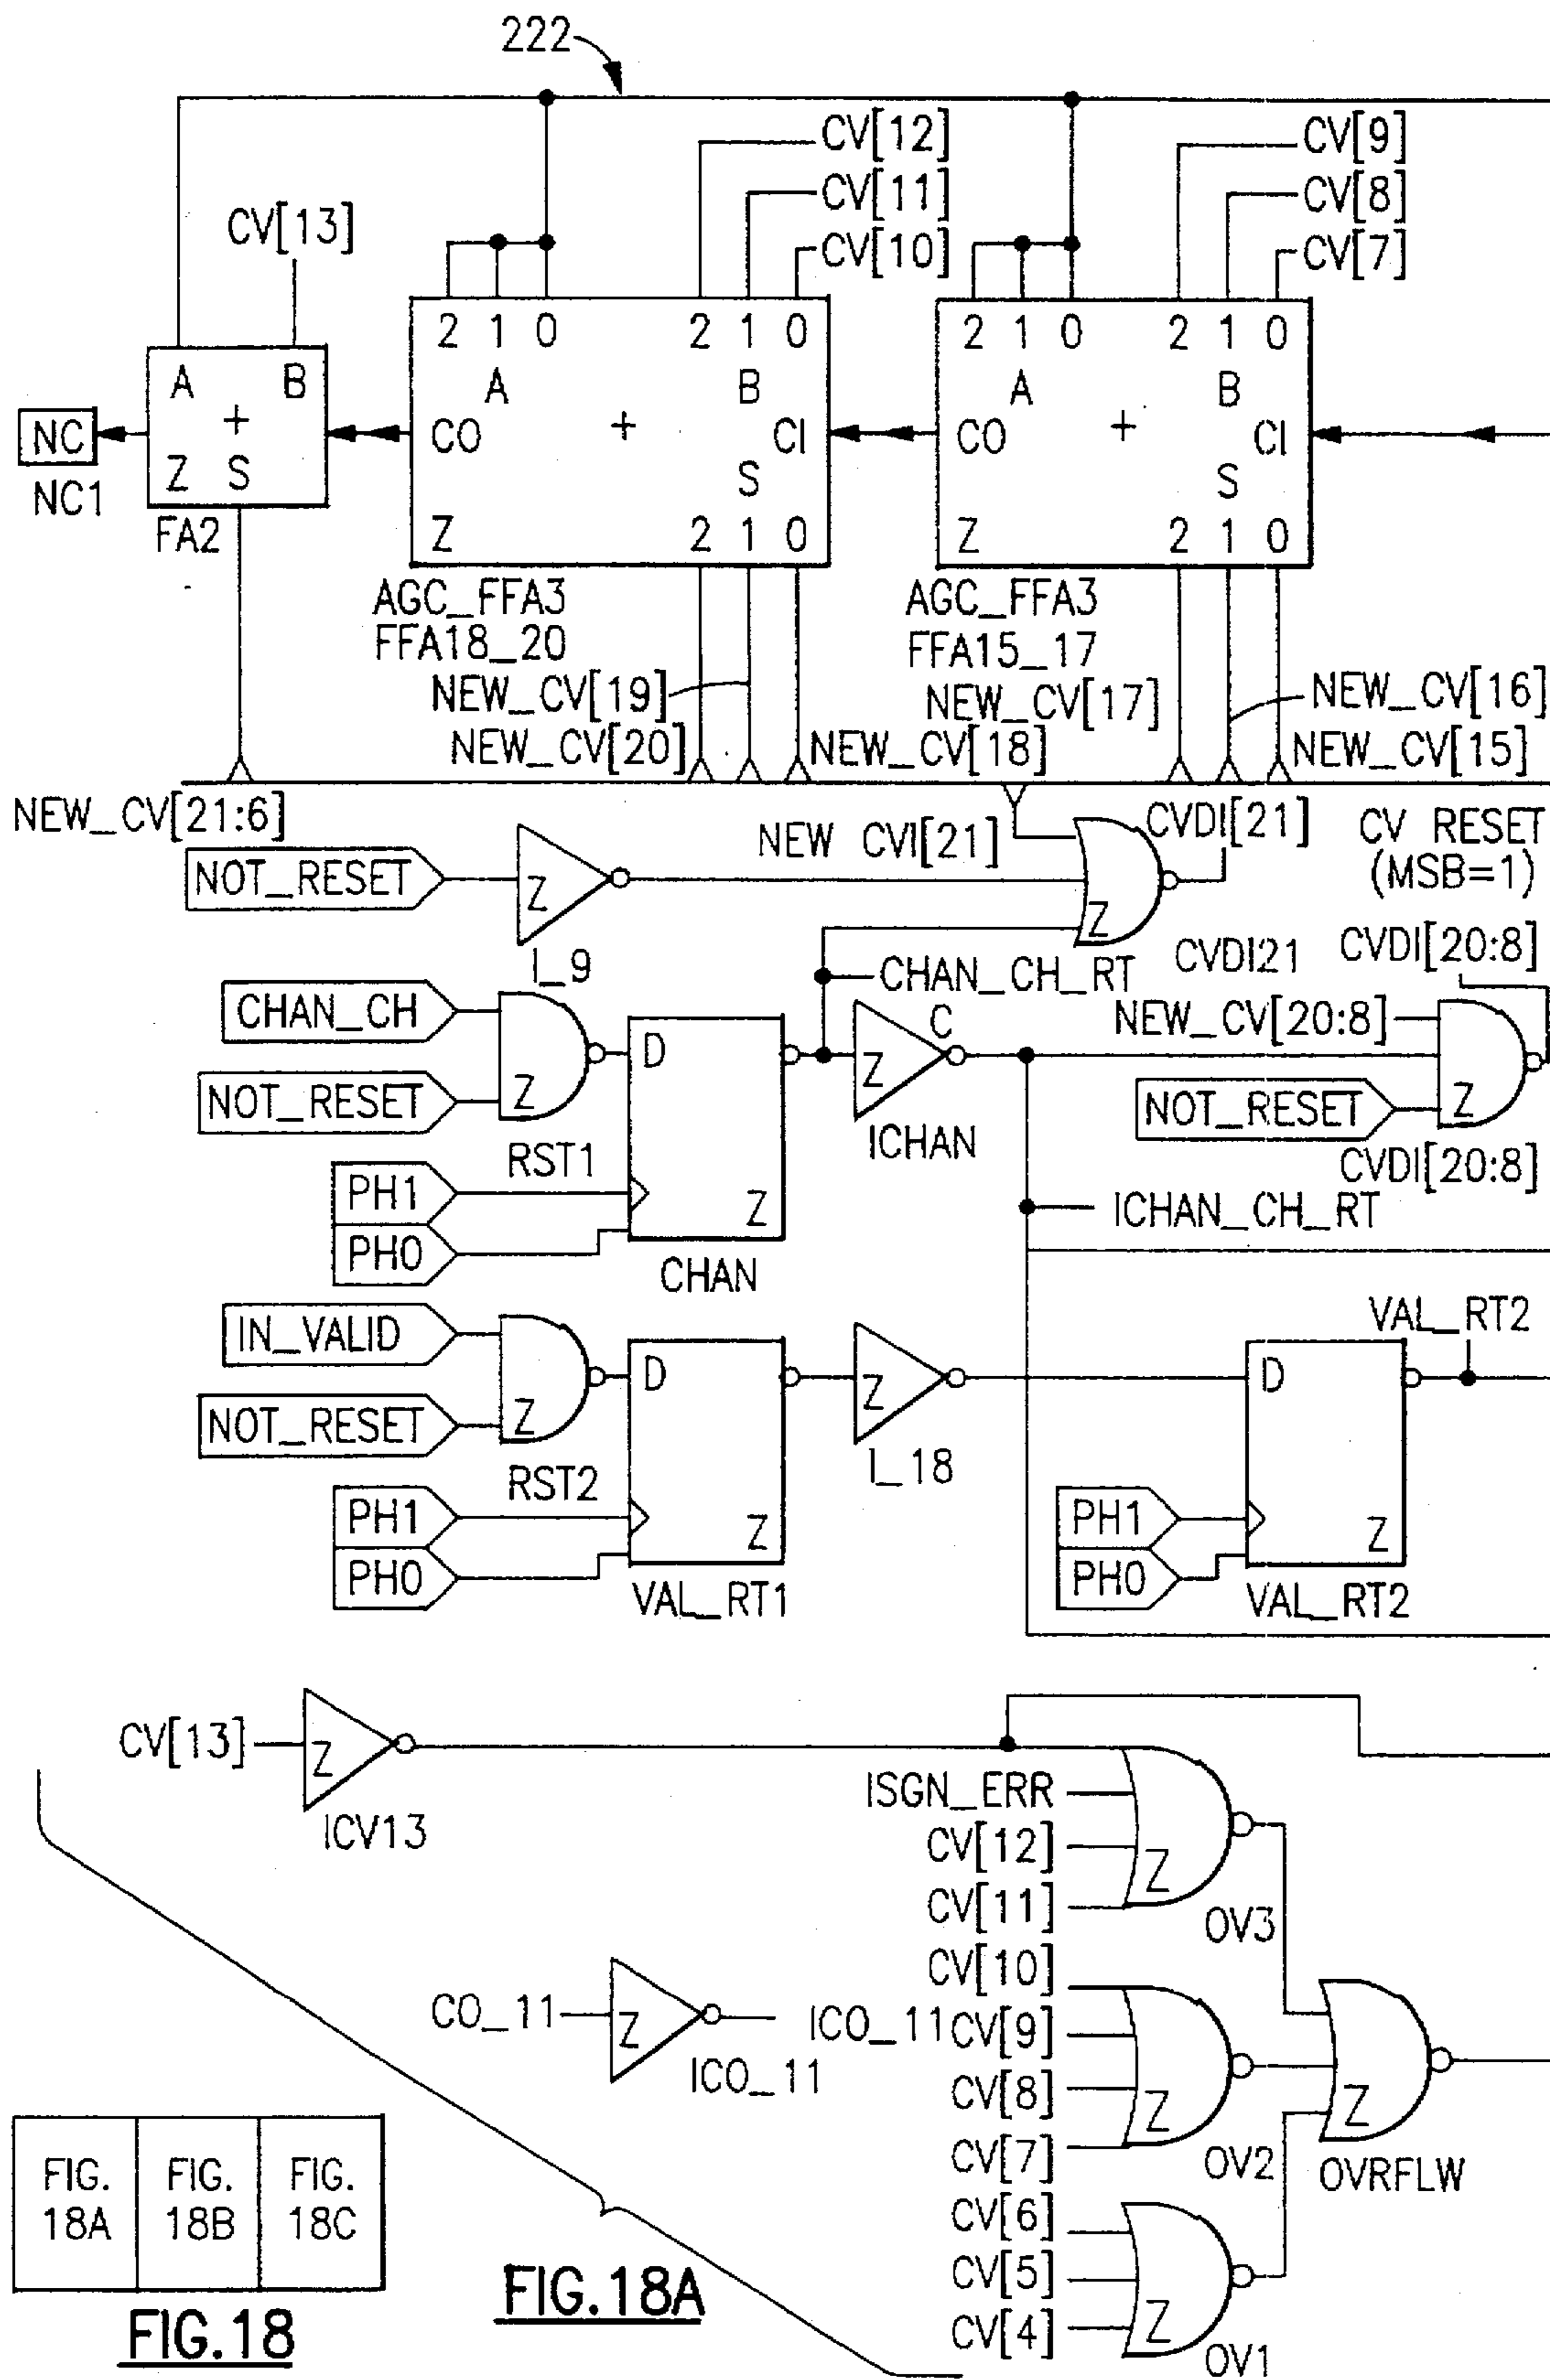 222
CV[12]
CV[9]
CV[11]
CV[8]
CV[13]
CV[10]
CV[7]
2 1 0 2 1 0
2 1 0 2 1 0
A B
A B
A B
+
+
+
NC
CO CI
CO CI
Z S
S
S
NC1
Z 2 1 0
Z 2 1 0
FA2
AGC_FFA3
FFA18_20
AGC_FFA3
FFA15_17
NEW_CV[19]
NEW_CV[17]
NEW_CV[16]
NEW_CV[20]
NEW_CV[18]
NEW_CV[15]
NEW_CV[21:6]
NEW CVI[21]
CVDI[21]
CV RESET
(MSB=1)
NOT_RESET
Z
Z
I_9
CHAN_CH_RT
CVDI21
CVDI[20:8]
CHAN_CH
D
C
NEW_CV[20:8]
Z
Z
NOT_RESET
Z
NOT_RESET
Z
RST1
ICHAN
CVDI[20:8]
PH1
PH0
Z
ICHAN_CH_RT
CHAN
IN_VALID
VAL_RT2
D
Z
D
NOT_RESET
Z
I_18
RST2
PH1
PH0
Z
PH1
PH0
Z
VAL_RT1
VAL_RT2
CV[13]
Z
ICV13
ISGN_ERR
CV[12]
Z
CV[11]
OV3
CV[10]
CO_11
Z
ICO_11
CV[9]
ICO_11
CV[8]
Z
Z
CV[7]
OV2
OVRFLW
CV[6]
CV[5]
CV[4]
Z
OV1
FIG.
18A
FIG.
18B
FIG.
18C
FIG.18
FIG.18A